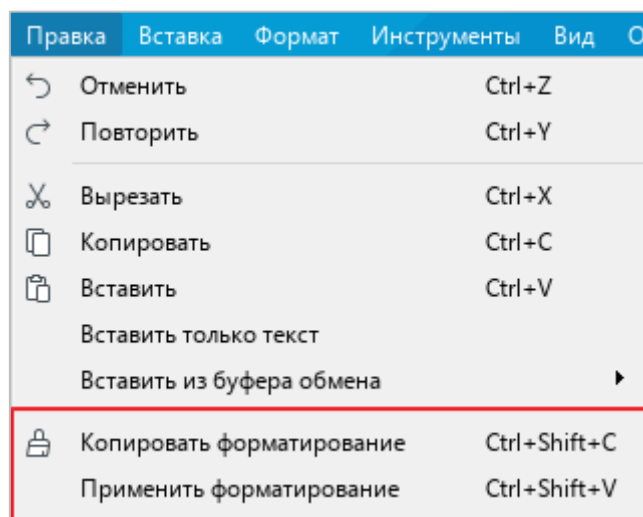 Правка Вставка Формат Инструменты Вид
Отменить Ctrl+Z
Повторить Ctrl+Y
Вырезать Ctrl+X
Копировать Ctrl+C
Вставить Ctrl+V
Вставить только текст
Вставить из буфера обмена
Копировать форматирование Ctrl+Shift+C
Применить форматирование Ctrl+Shift+V